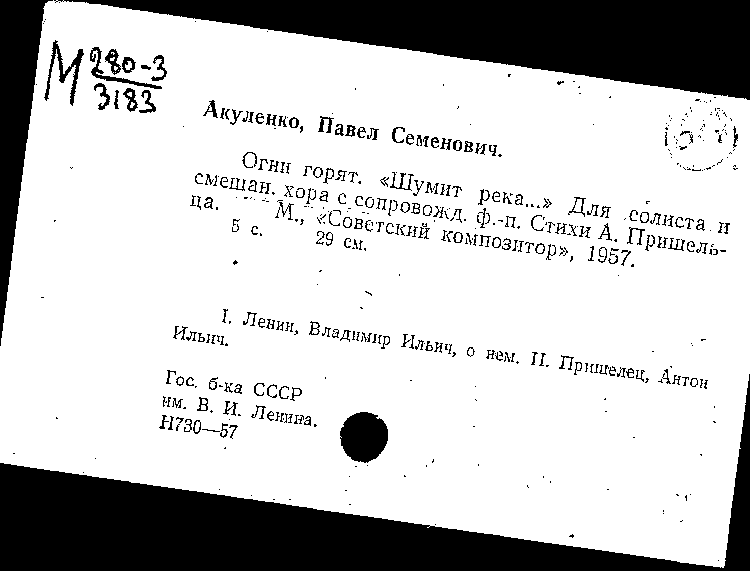 М 280-3
3183
Акуленко, Павел Семенович.
Огни горят. «Шумит река...» Для солиста и
смешан. хора с сопровожд. ф.-п. Стихи А. Пришель-
ца. М., «Советский композитор», 1957.
5 с. 29 см.
I. Ленин, Владимир Ильич, о нем. II. Пришелец, Антон
Ильич.
Гос. б-ка СССР
им. В. И. Ленина.
Н730—57